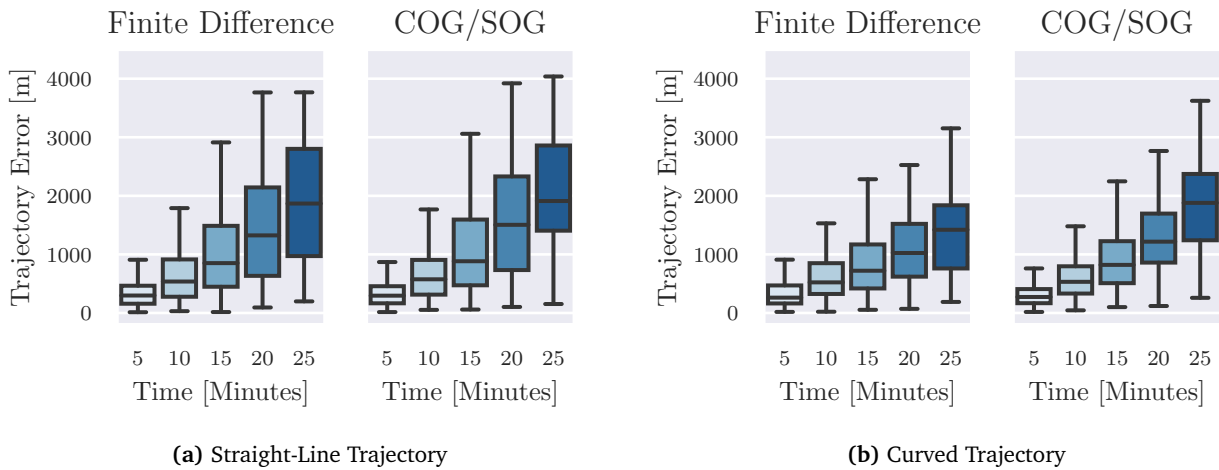 Finite Difference
COG/SOG
Trajectory Error [m]
4000
3000
2000
1000
0
5 10 15 20 25
5 10 15 20 25
Time [Minutes]
Time [Minutes]
(a) Straight-Line Trajectory
Finite Difference
COG/SOG
Trajectory Error [m]
4000
3000
2000
1000
0
5 10 15 20 25
5 10 15 20 25
Time [Minutes]
Time [Minutes]
(b) Curved Trajectory